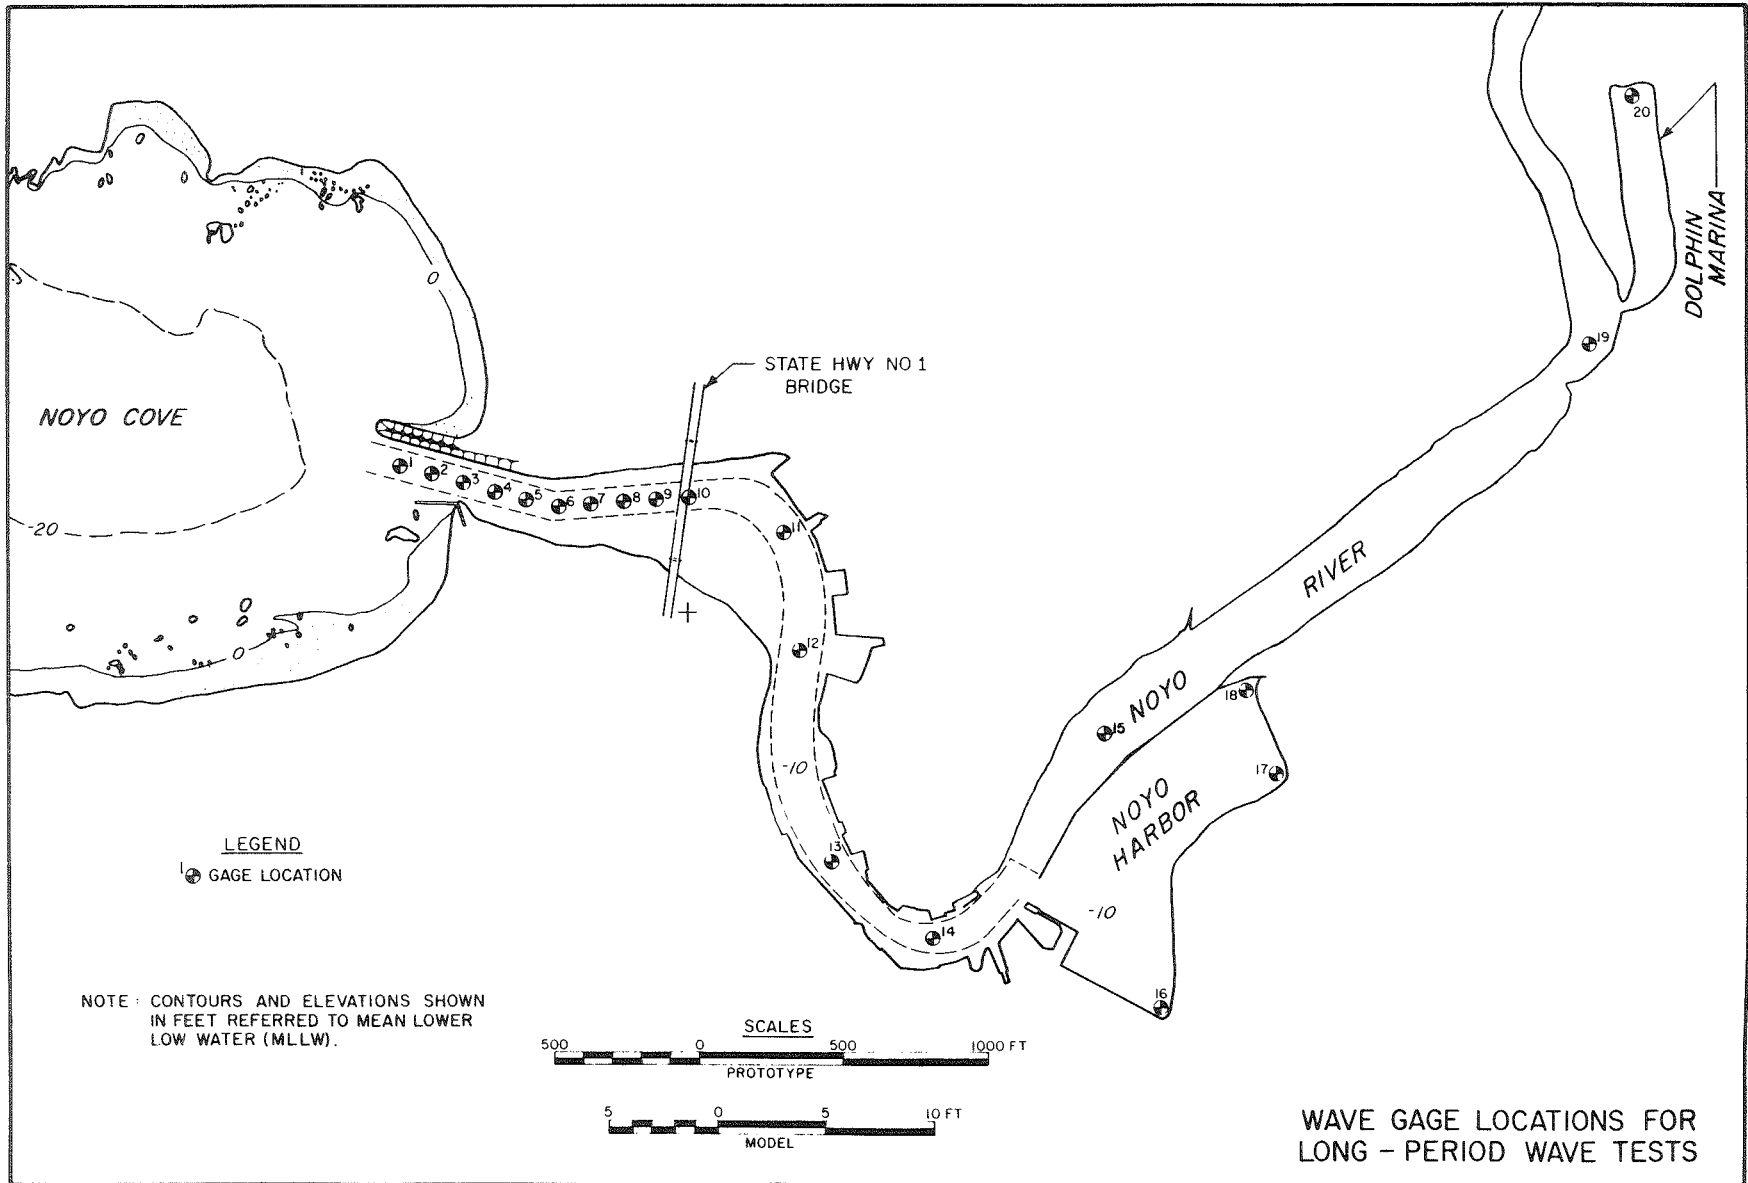 20
DOLPHIN
MARINA
0
19
STATE HWY NO 1
BRIDGE
NOYO COVE
1
2
3
4
5
6
7
8
9
10
11
-20
RIVER
12
0
18
NOYO
15
17
-10
NOYO
HARBOR
LEGEND
1 GAGE LOCATION
13
-10
14
16
NOTE: CONTOURS AND ELEVATIONS SHOWN
IN FEET REFERRED TO MEAN LOWER
LOW WATER (MLLW).
SCALES
500 0 500 1000 FT
PROTOTYPE
5 0 5 10 FT
MODEL
WAVE GAGE LOCATIONS FOR
LONG - PERIOD WAVE TESTS